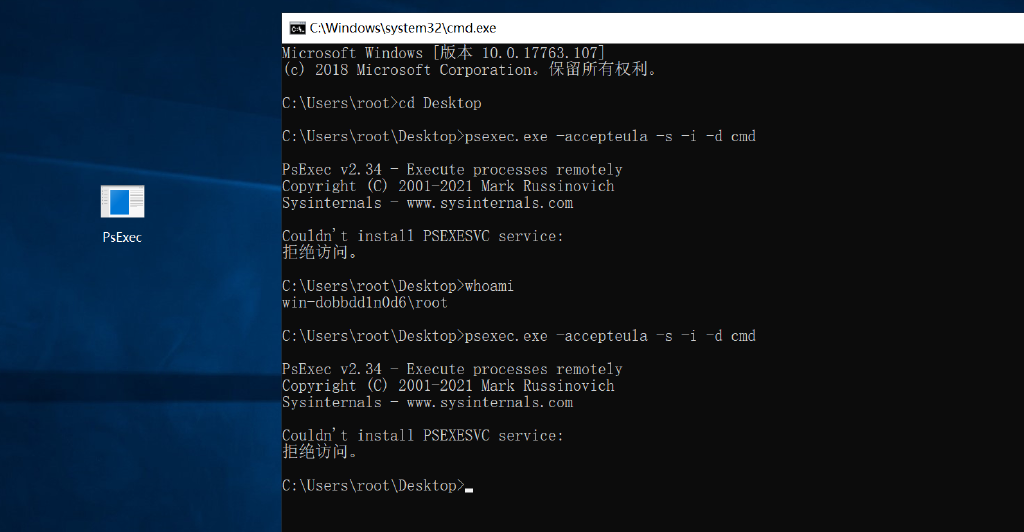 C:\Windows\system32\cmd.exe
Microsoft Windows [版本 10.0.17763.107]
(c) 2018 Microsoft Corporation。保留所有权利。
C:\Users\root>cd Desktop
C:\Users\root\Desktop>psexec.exe -accepteula -s -i -d cmd
PsExec v2.34 - Execute processes remotely
Copyright (C) 2001-2021 Mark Russinovich
Sysinternals - www.sysinternals.com
Couldn't install PSEXESVC service:
拒绝访问。
C:\Users\root\Desktop>whoami
win-dobbdd1n0d6\root
C:\Users\root\Desktop>psexec.exe -accepteula -s -i -d cmd
PsExec v2.34 - Execute processes remotely
Copyright (C) 2001-2021 Mark Russinovich
Sysinternals - www.sysinternals.com
Couldn't install PSEXESVC service:
拒绝访问。
C:\Users\root\Desktop>
PsExec